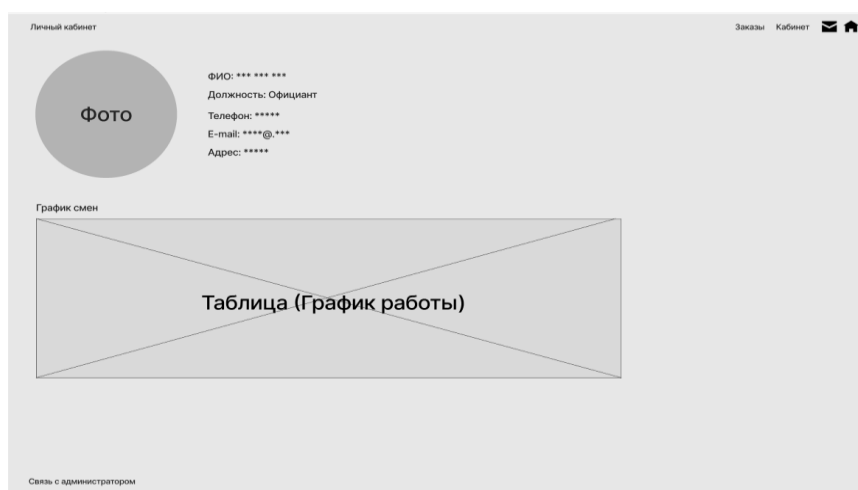 Личный кабинет
Заказы Кабинет
Фото
ФИО: *** *** ***
Должность: Официант
Телефон: *****
E-mail: ****@.***
Адрес: *****
График смен
Таблица (График работы)
Связь с администратором